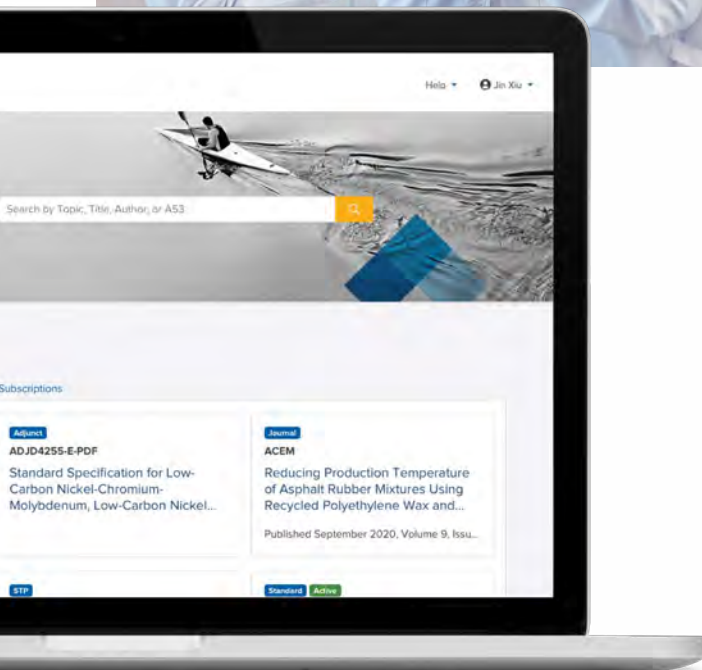 Help Jin Xiu
Search by Topic, Title, Author, or A53
Subscriptions
Adjunct
ADJD4255-E-PDF
Standard Specification for Low-
Carbon Nickel-Chromium-
Molybdenum, Low-Carbon Nickel...
Journal
ACEM
Reducing Production Temperature
of Asphalt Rubber Mixtures Using
Recycled Polyethylene Wax and...
Published September 2020, Volume 9, Issu...
STP
Standard Active